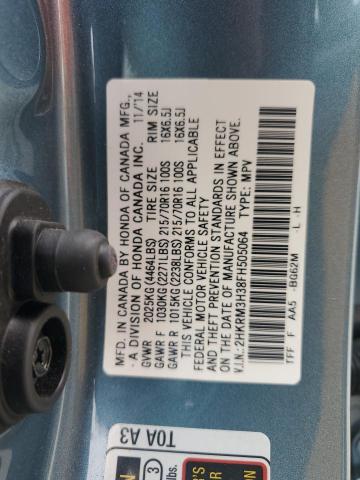 MFD. IN CANADA BY HONDA OF CANADA MFG.,
- A DIVISION OF HONDA CANADA INC. 11/14
GVWR 2025KG(4464LBS) TIRE SIZE RIM SIZE
GAWR F 1030KG(2271LBS) 215/70R16 100S 16X6.5J
GAWR R 1015KG(2238LBS) 215/70R16 100S 16X6.5J
THIS VEHICLE CONFORMS TO ALL APPLICABLE
FEDERAL MOTOR VEHICLE SAFETY
AND THEFT PREVENTION STANDARDS IN EFFECT
ON THE DATE OF MANUFACTURE SHOWN ABOVE.
V.I.N.:2HKRM3H38FH505064 TYPE: MPV
TFF F AA5 -BG62M -L -H
T0A A3
3
lbs.